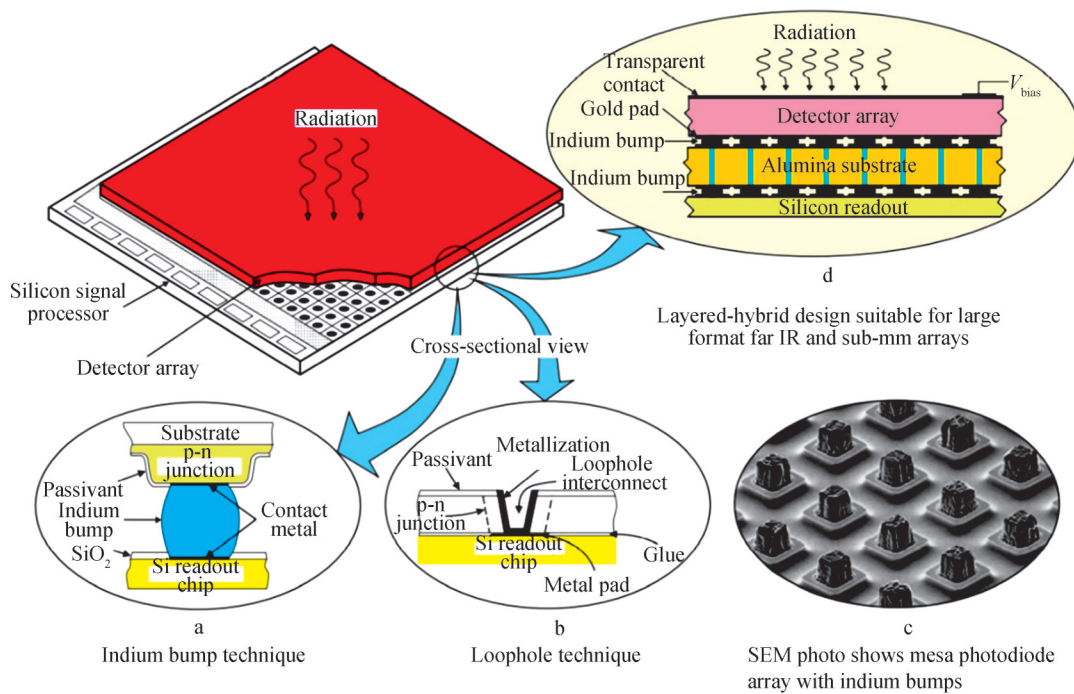 Radiation
Silicon signal
processor
Detector array
Cross-sectional view
Radiation
Transparent
contact
V bias
Gold pad
Detector array
Indium bump
Alumina substrate
Indium bump
Silicon readout
d
Layered-hybrid design suitable for large
format far IR and sub-mm arrays
Substrate
p-n
junction
Passivant
Indium
bump
Contact
metal
SiO2
Si readout
chip
a
Indium bump technique
Metallization
Passivant
Loophole
interconnect
p-n
junction
Si readout
chip
Glue
Metal pad
b
Loophole technique
c
SEM photo shows mesa photodiode
array with indium bumps